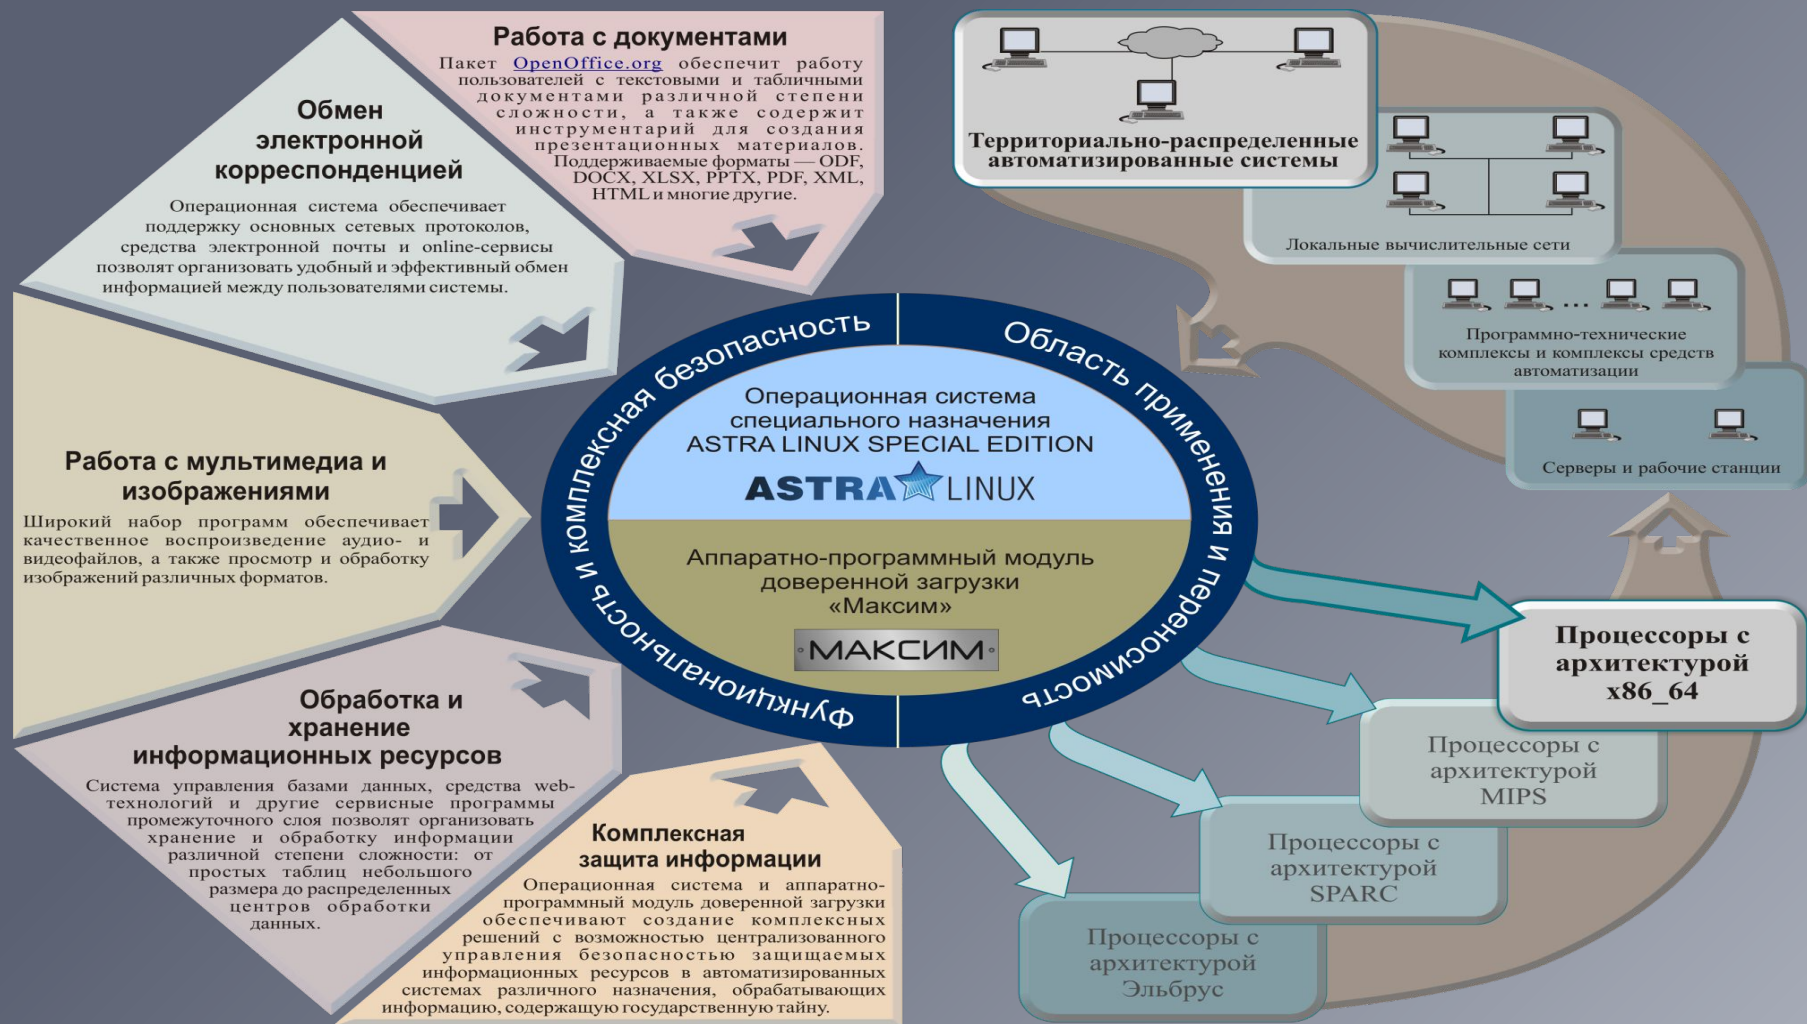 Работа с документами
Пакет OpenOffice.org обеспечит работу
пользователей с текстовыми и табличными
документами различной степени
сложности, а также содержит
инструментарий для создания
презентационных материалов.
Поддерживаемые форматы — ODF,
DOCX, XLSX, PPTX, PDF, XML,
HTML и многие другие.
Обмен
электронной
корреспонденцией
Операционная система обеспечивает
поддержку основных сетевых протоколов,
средства электронной почты и online-сервисы
позволят организовать удобный и эффективный обмен
информацией между пользователями системы.
Работа с мультимедиа и
изображениями
Широкий набор программ обеспечивает
качественное воспроизведение аудио- и
видеофайлов, а также просмотр и обработку
изображений различных форматов.
Обработка и
хранение
информационных ресурсов
Система управления базами данных, средства web-
технологий и другие сервисные программы
промежуточного слоя позволят организовать
хранение и обработку информации
различной степени сложности: от
простых таблиц небольшого
размера до распределенных
центров обработки
данных.
Комплексная
защита информации
Операционная система и аппаратно-
программный модуль доверенной загрузки
обеспечивают создание комплексных
решений с возможностью централизованного
управления безопасностью защищаемых
информационных ресурсов в автоматизированных
системах различного назначения, обрабатывающих
информацию, содержащую государственную тайну.
Функциональность и комплексная безопасность
Область применения и переносимость
Операционная система
специального назначения
ASTRA LINUX SPECIAL EDITION
ASTRA LINUX
Аппаратно-программный модуль
доверенной загрузки
«Максим»
МАКСИМ
Территориально-распределенные
автоматизированные системы
Локальные вычислительные сети
...
Программно-технические
комплексы и комплексы средств
автоматизации
Серверы и рабочие станции
Процессоры с
архитектурой
x86_64
Процессоры с
архитектурой
MIPS
Процессоры с
архитектурой
SPARC
Процессоры с
архитектурой
Эльбрус